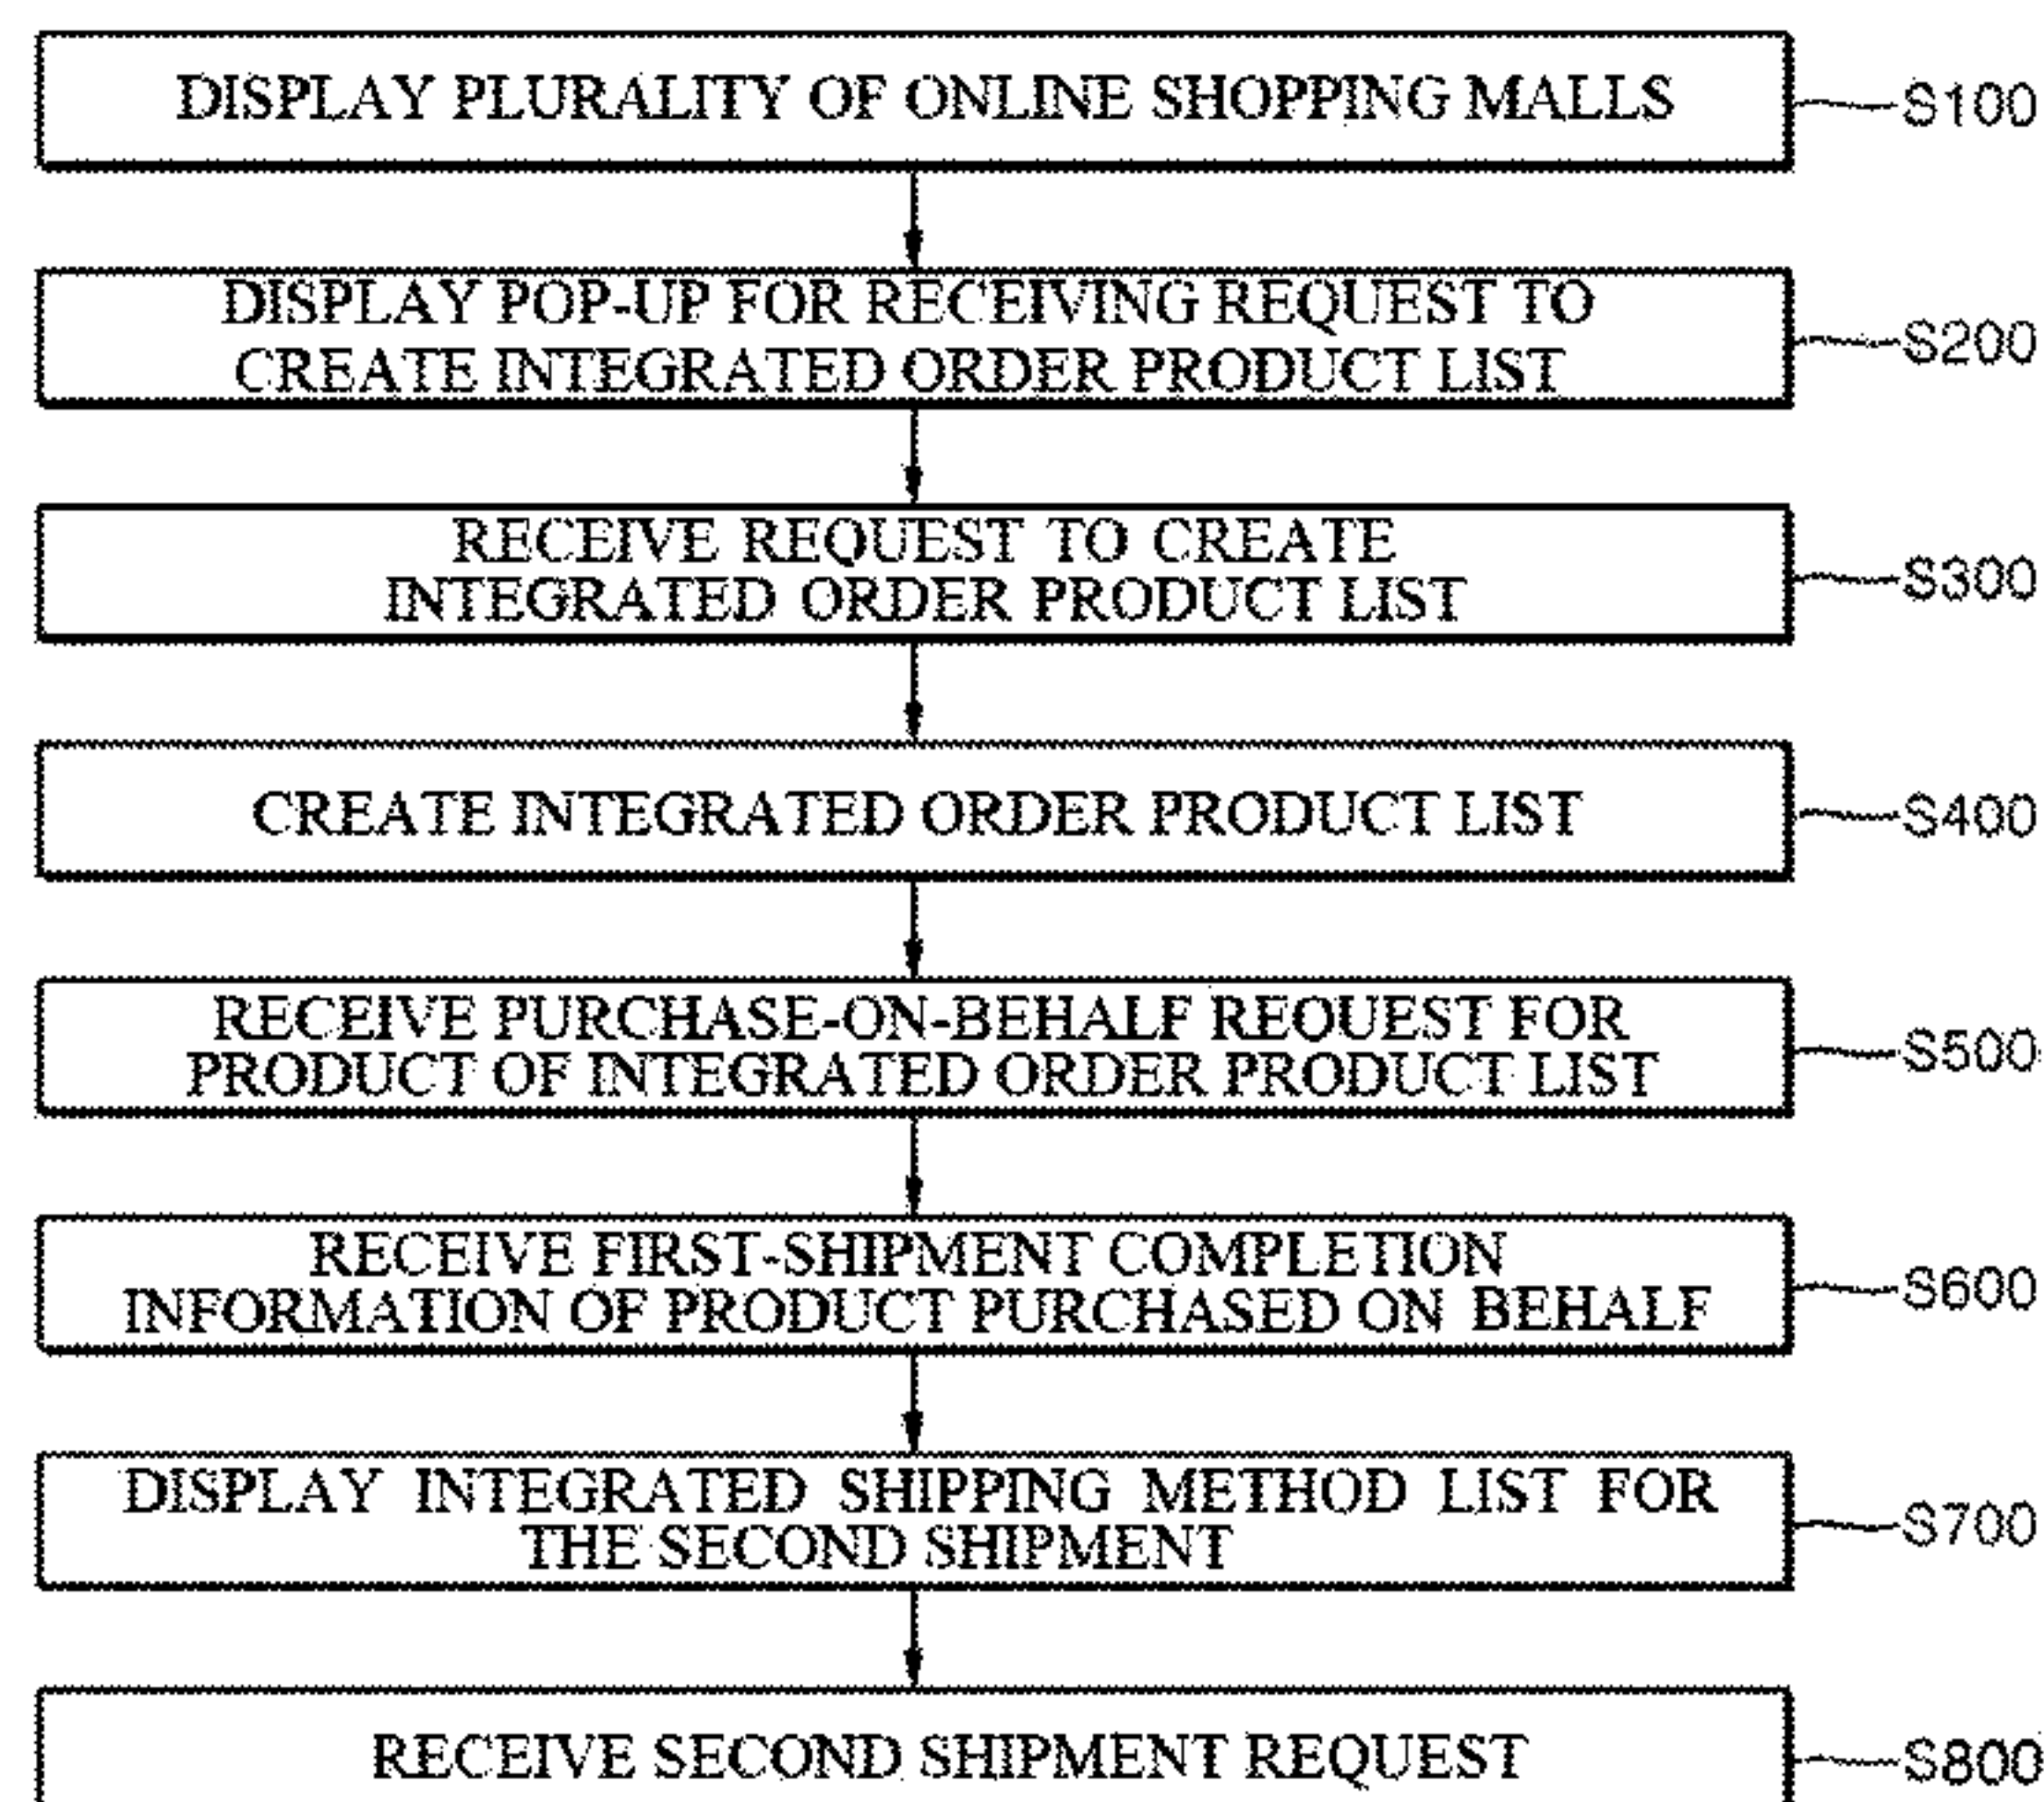 DISPLAY PLURALITY OF ONLINE SHOPPING MALLS
S100
DISPLAY POP-UP FOR RECEIVING REQUEST TO
CREATE INTEGRATED ORDER PRODUCT LIST
S200
RECEIVE REQUEST TO CREATE
INTEGRATED ORDER PRODUCT LIST
S300
CREATE INTEGRATED ORDER PRODUCT LIST
S400
RECEIVE PURCHASE-ON-BEHALF REQUEST FOR
PRODUCT OF INTEGRATED ORDER PRODUCT LIST
S500
RECEIVE FIRST-SHIPMENT COMPLETION
INFORMATION OF PRODUCT PURCHASED ON BEHALF
S600
DISPLAY INTEGRATED SHIPPING METHOD LIST FOR
THE SECOND SHIPMENT
S700
RECEIVE SECOND SHIPMENT REQUEST
S800